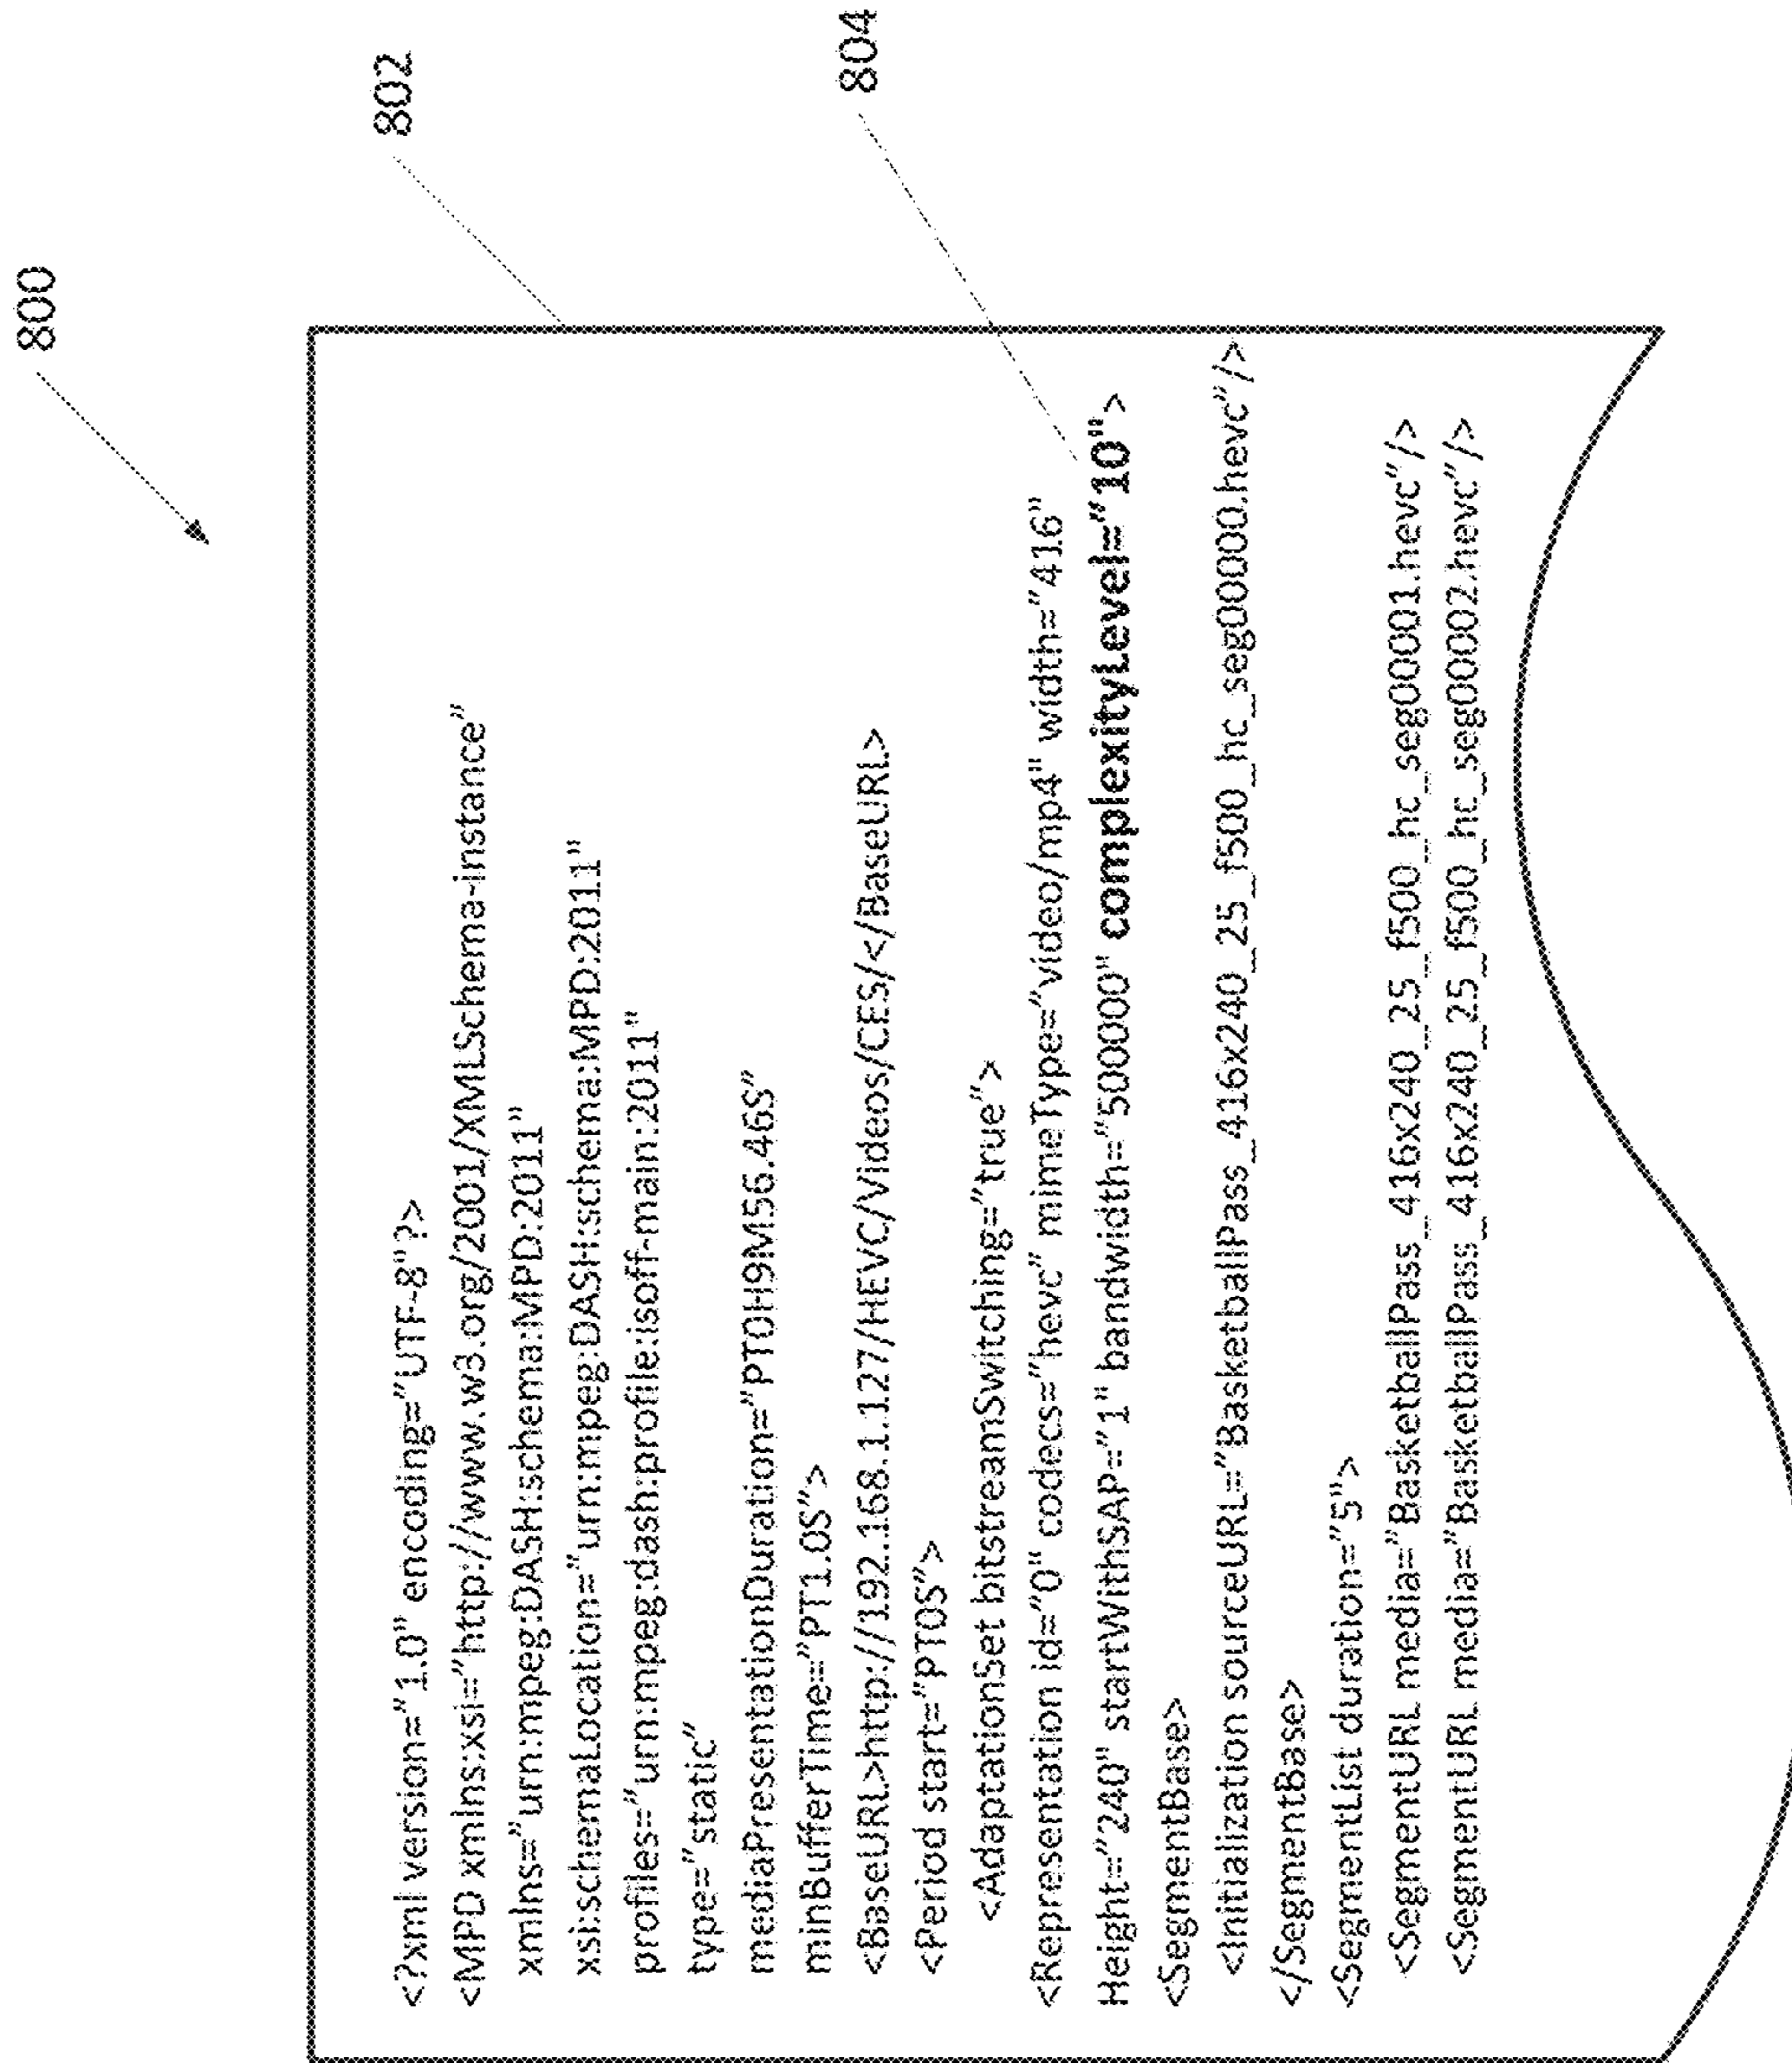 800
802
804
<?xml version="1.0" encoding="UTF-8"?>
<MPD xmlns:xsi="http://www.w3.org/2001/XMLSchema-instance"
xmlns="urn:mpeg:DASH:schema:MPD:2011"
xsi:schemaLocation="urn:mpeg:DASH:schema:MPD:2011"
profiles="urn:mpeg:dash:profile:isoff-main:2011"
type="static"
mediaPresentationDuration="PT0H9M56.46S"
minBufferTime="PT1.0S">
<BaseURL>http://192.168.1.127/HEVC/Videos/CES/</BaseURL>
<Period start="PT0S">
<AdaptationSet bitstreamSwitching="true">
<Representation id="0" codecs="hevc" mimeType="video/mp4" width="416"
Height="240" startWithSAP="1" bandwidth="50000" complexityLevel="10">
<SegmentBase>
<Initialization sourceURL="BasketballPass_416x240_25_f500_hc_seg00000.hevc"/>
</SegmentBase>
<SegmentList duration="5">
<SegmentURL media="BasketballPass_416x240_25_f500_hc_seg00001.hevc"/>
<SegmentURL media="BasketballPass_416x240_25_f500_hc_seg00002.hevc"/>